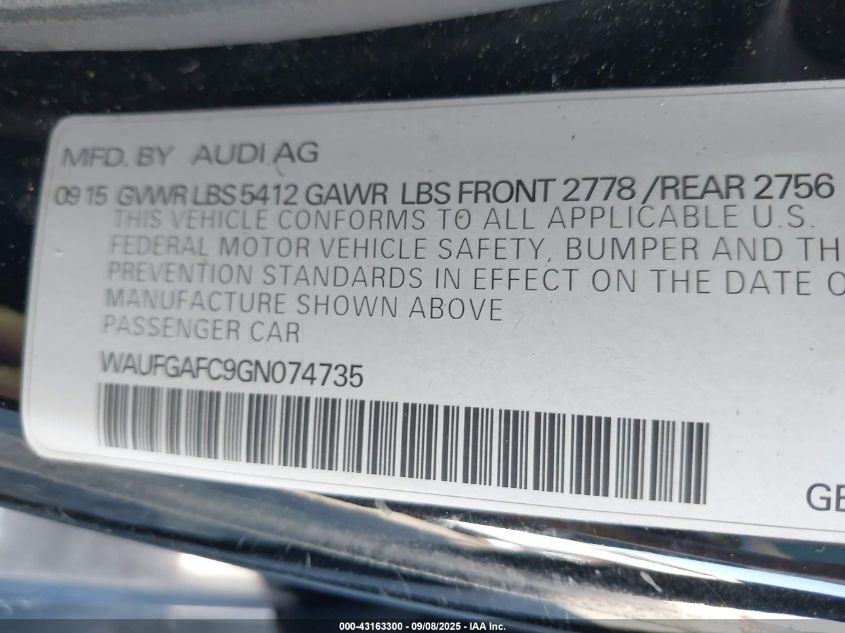 MFD. BY AUDI AG
09 15 GVWR LBS 5412 GAWR LBS FRONT 2778 /REAR 2756
THIS VEHICLE CONFORMS TO ALL APPLICABLE U.S.
FEDERAL MOTOR VEHICLE SAFETY, BUMPER AND TH
PREVENTION STANDARDS IN EFFECT ON THE DATE O
MANUFACTURE SHOWN ABOVE
PASSENGER CAR
WAUFGAFC9GN074735
GE
000-43163300 - 09/08/2025 - IAA Inc.